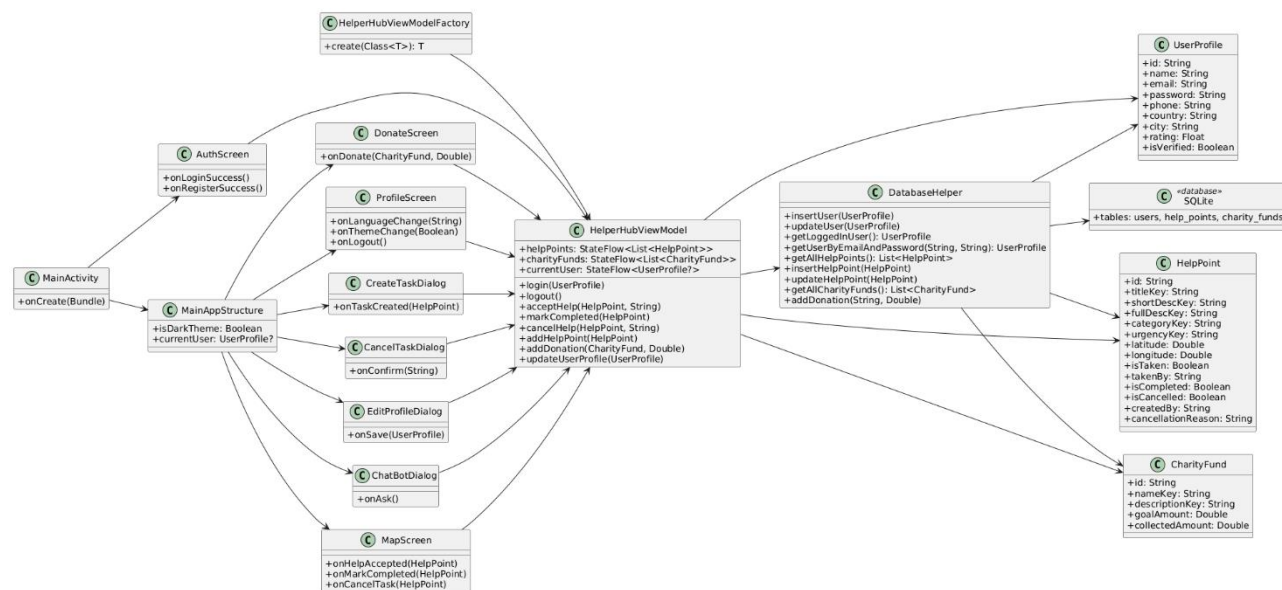 C HelperHubViewModelFactory
+create(Class<T>): T
C AuthScreen
+onLoginSuccess()
+onRegisterSuccess()
C MainActivity
+onCreate(Bundle)
C MainAppStructure
+isDarkTheme: Boolean
+currentUser: UserProfile?
C DonateScreen
+onDonate(CharityFund, Double)
C ProfileScreen
+onLanguageChange(String)
+onThemeChange(Boolean)
+onLogout()
C CreateTaskDialog
+onTaskCreated(HelpPoint)
C CancelTaskDialog
+onConfirm(String)
C EditProfileDialog
+onSave(UserProfile)
C ChatBotDialog
+onAsk()
C MapScreen
+onHelpAccepted(HelpPoint)
+onMarkCompleted(HelpPoint)
+onCancelTask(HelpPoint)
C HelperHubViewModel
+helpPoints: StateFlow<List<HelpPoint>>
+charityFunds: StateFlow<List<CharityFund>>
+currentUser: StateFlow<UserProfile?>
+login(UserProfile)
+logout()
+acceptHelp(HelpPoint, String)
+markCompleted(HelpPoint)
+cancelHelp(HelpPoint, String)
+addHelpPoint(HelpPoint)
+addDonation(CharityFund, Double)
+updateUserProfile(UserProfile)
C DatabaseHelper
+insertUser(UserProfile)
+updateUser(UserProfile)
+getLoggedInUser(): UserProfile
+getUserByEmailAndPassword(String, String): UserProfile
+getAllHelpPoints(): List<HelpPoint>
+insertHelpPoint(HelpPoint)
+updateHelpPoint(HelpPoint)
+getAllCharityFunds(): List<CharityFund>
+addDonation(String, Double)
C UserProfile
+id: String
+name: String
+email: String
+password: String
+phone: String
+country: String
+city: String
+rating: Float
+isVerified: Boolean
«database»
C SQLite
+tables: users, help_points, charity_funds
C HelpPoint
+id: String
+titleKey: String
+shortDescKey: String
+fullDescKey: String
+categoryKey: String
+urgencyKey: String
+latitude: Double
+longitude: Double
+isTaken: Boolean
+takenBy: String
+isCompleted: Boolean
+isCancelled: Boolean
+createdBy: String
+cancellationReason: String
C CharityFund
+id: String
+nameKey: String
+descriptionKey: String
+goalAmount: Double
+collectedAmount: Double